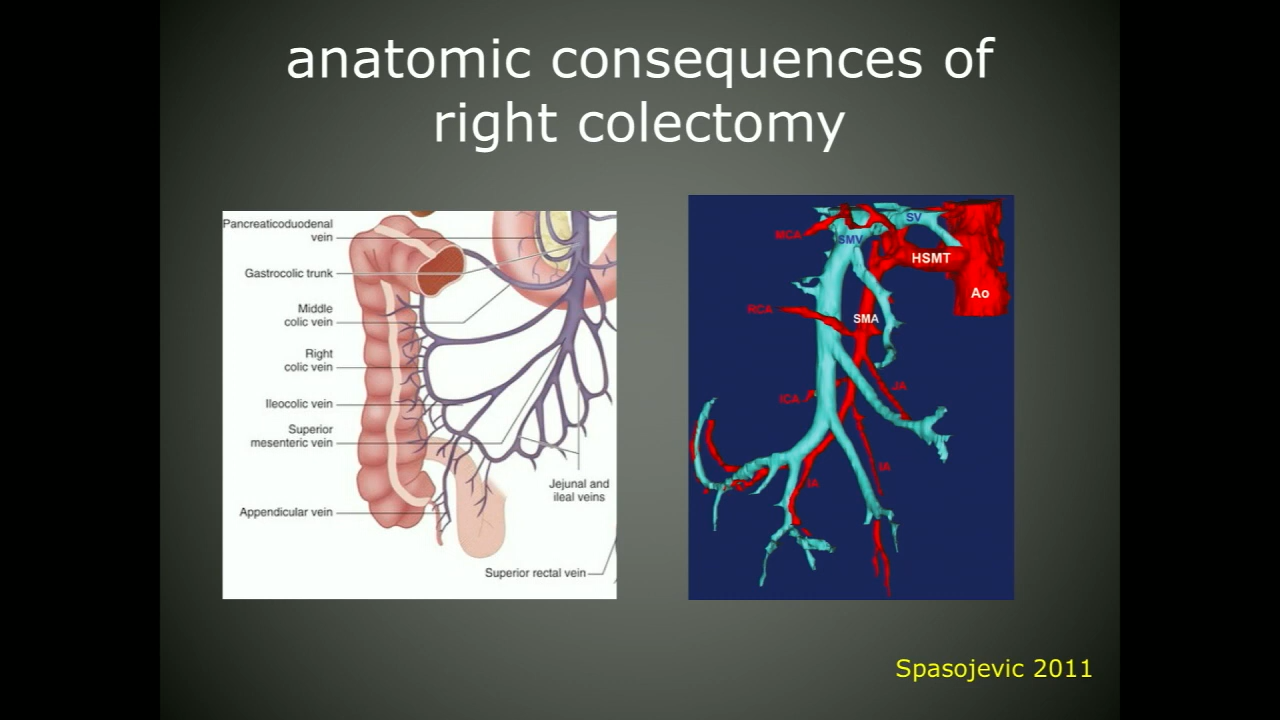 anatomic consequences of
right colectomy
Pancreaticoduodenal
vein
Gastrocolic trunk
Middle
colic vein
Right
colic vein
Ileocolic vein
Superior
mesenteric vein
Appendicular vein
Jejunal and
ileal veins
Superior rectal vein
MCA
SMV
SV
HSMT
Ao
RCA
SMA
ICA
JA
IA
IA
Spasojevic 2011